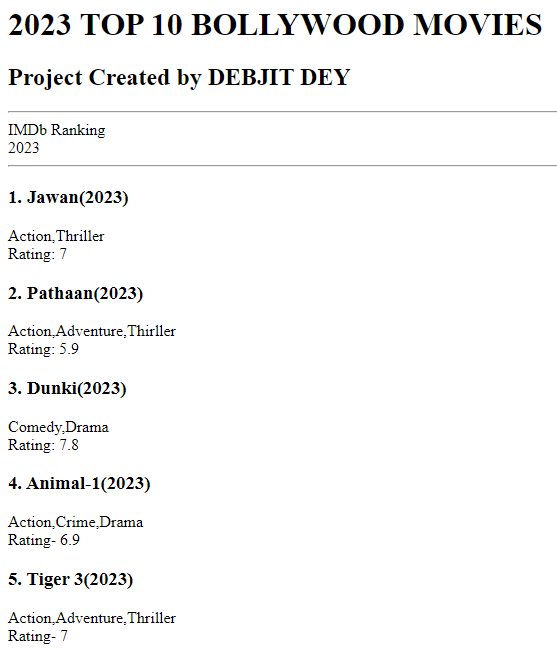 2023 TOP 10 BOLLYWOOD MOVIES
Project Created by DEBJIT DEY
IMDb Ranking
2023
1. Jawan(2023)
Action,Thriller
Rating: 7
2. Pathaan(2023)
Action,Adventure,Thirller
Rating: 5.9
3. Dunki(2023)
Comedy,Drama
Rating: 7.8
4. Animal-1(2023)
Action,Crime,Drama
Rating- 6.9
5. Tiger 3(2023)
Action,Adventure,Thriller
Rating- 7